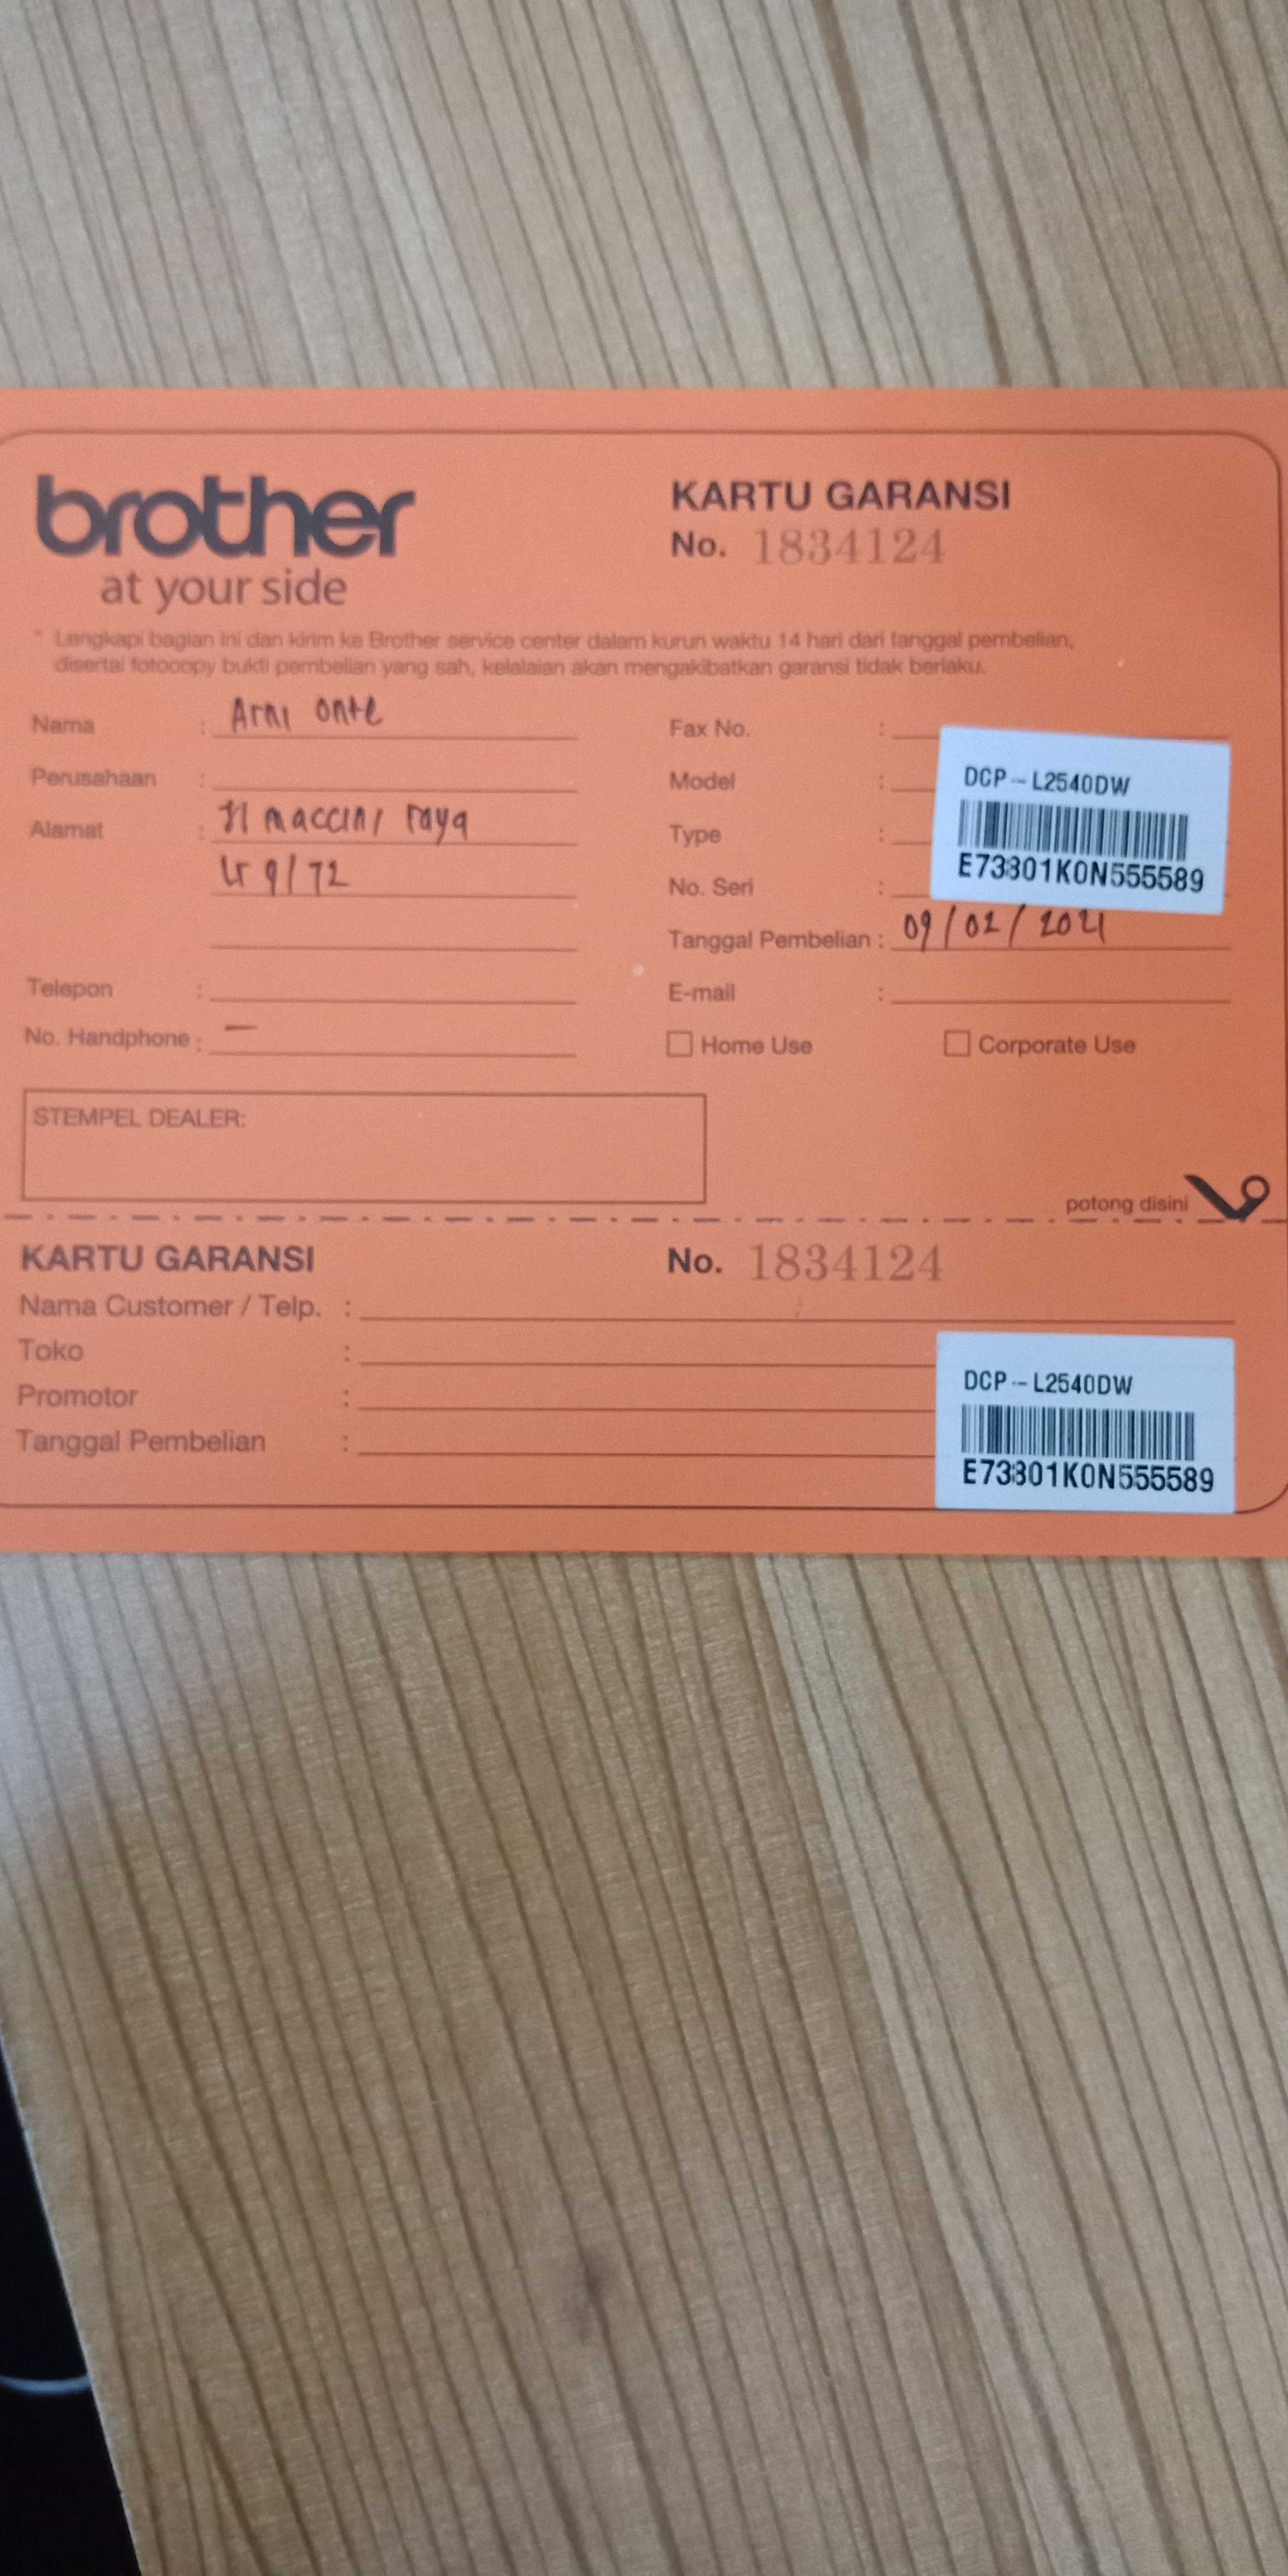 brother
at your side
KARTU GARANSI
No. 1834124
* Lengkapi bagian ini dan kirim ke Brother service center dalam kurun waktu 14 hari dari tanggal pembelian,
disertai fotocopy bukti pembelian yang sah, kelalaian akan mengakibatkan garansi tidak berlaku.
Nama : Arni onte
Perusahaan :
Alamat : Jl maccini raya
Lr 9/72
Telepon :
No. Handphone : –
Fax No. :
Model :
Type :
No. Seri :
DCP-L2540DW
E73801K0N555589
Tanggal Pembelian : 09/02/2021
E-mail :
Home Use Corporate Use
STEMPEL DEALER:
potong disini
KARTU GARANSI No. 1834124
Nama Customer / Telp. :
Toko :
Promotor :
Tanggal Pembelian :
DCP-L2540DW
E73801K0N555589